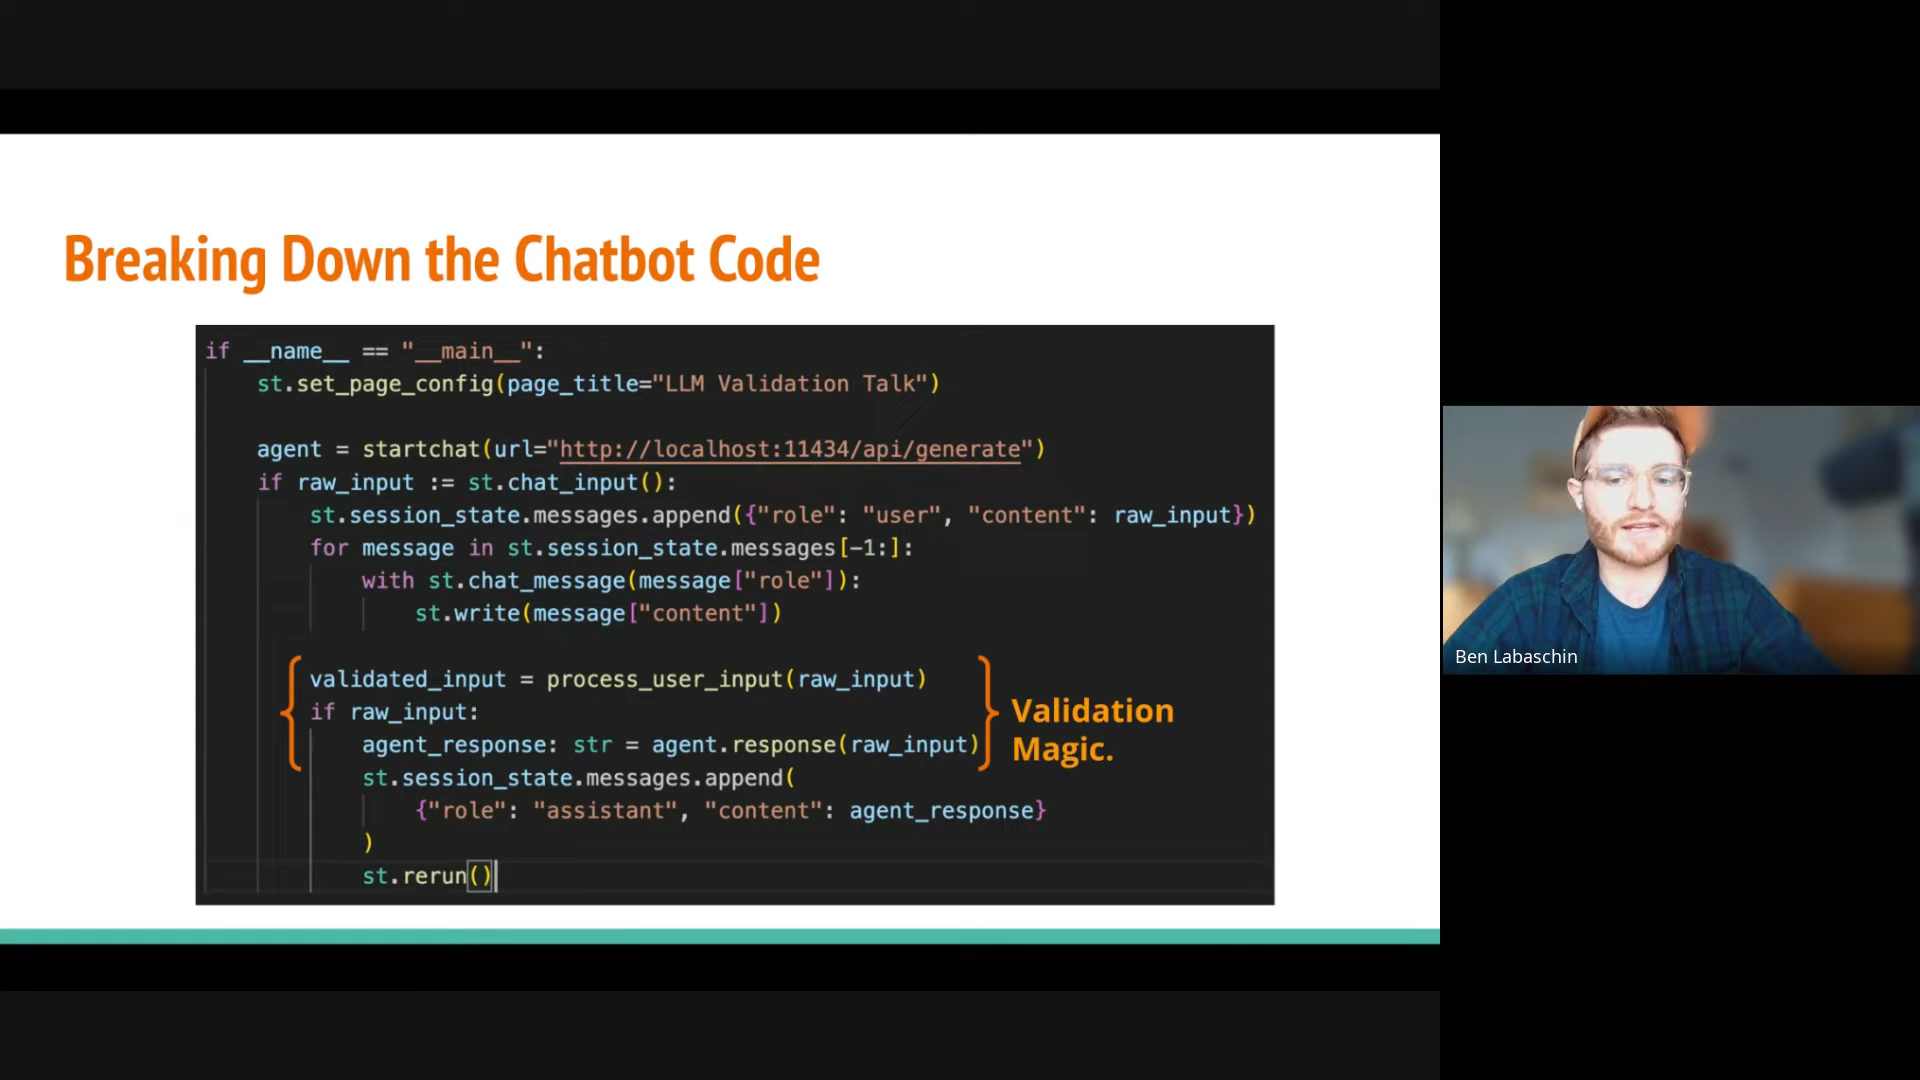 Breaking Down the Chatbot Code
if __name__ == "__main__":
    st.set_page_config(page_title="LLM Validation Talk")
    agent = startchat(url="http://localhost:11434/api/generate")
    if raw_input := st.chat_input():
        st.session_state.messages.append({"role": "user", "content": raw_input})
        for message in st.session_state.messages[-1:]:
            with st.chat_message(message["role"]):
                st.write(message["content"])
        validated_input = process_user_input(raw_input)
        if raw_input:
            agent_response: str = agent.response(raw_input)
            st.session_state.messages.append(
                {"role": "assistant", "content": agent_response}
            )
            st.rerun()
Validation
Magic.
Ben Labaschin